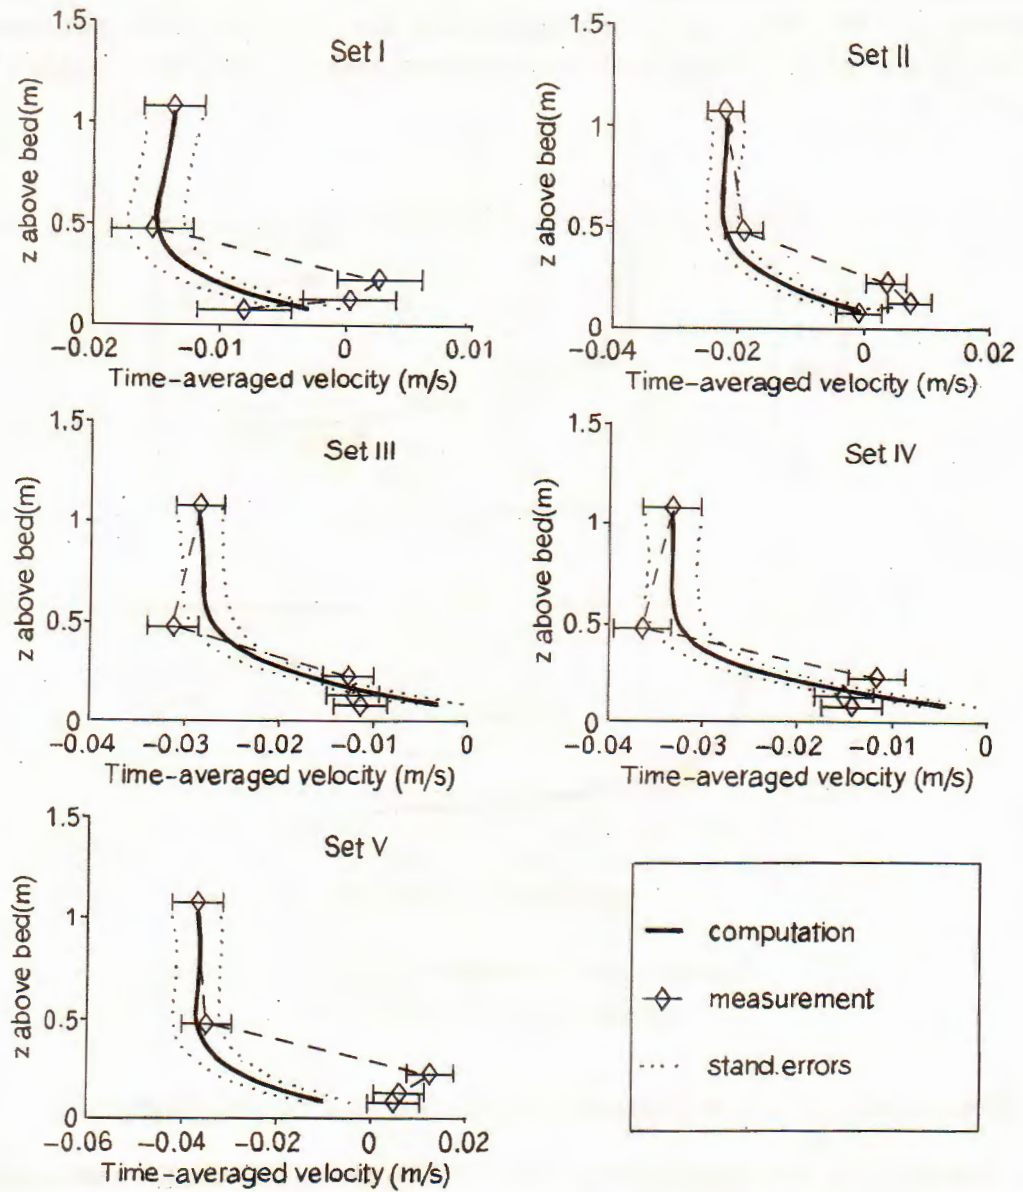 Set I
z above bed(m)
1.5
1
0.5
0
−0.02 −0.01 0 0.01
Time-averaged velocity (m/s)
Set II
z above bed(m)
1.5
1
0.5
0
−0.04 −0.02 0 0.02
Time-averaged velocity (m/s)
Set III
z above bed(m)
1.5
1
0.5
0
−0.04 −0.03 −0.02 −0.01 0
Time-averaged velocity (m/s)
Set IV
z above bed(m)
1.5
1
0.5
0
−0.04 −0.03 −0.02 −0.01 0
Time-averaged velocity (m/s)
Set V
z above bed(m)
1.5
1
0.5
0
−0.06 −0.04 −0.02 0 0.02
Time-averaged velocity (m/s)
computation
measurement
stand.errors